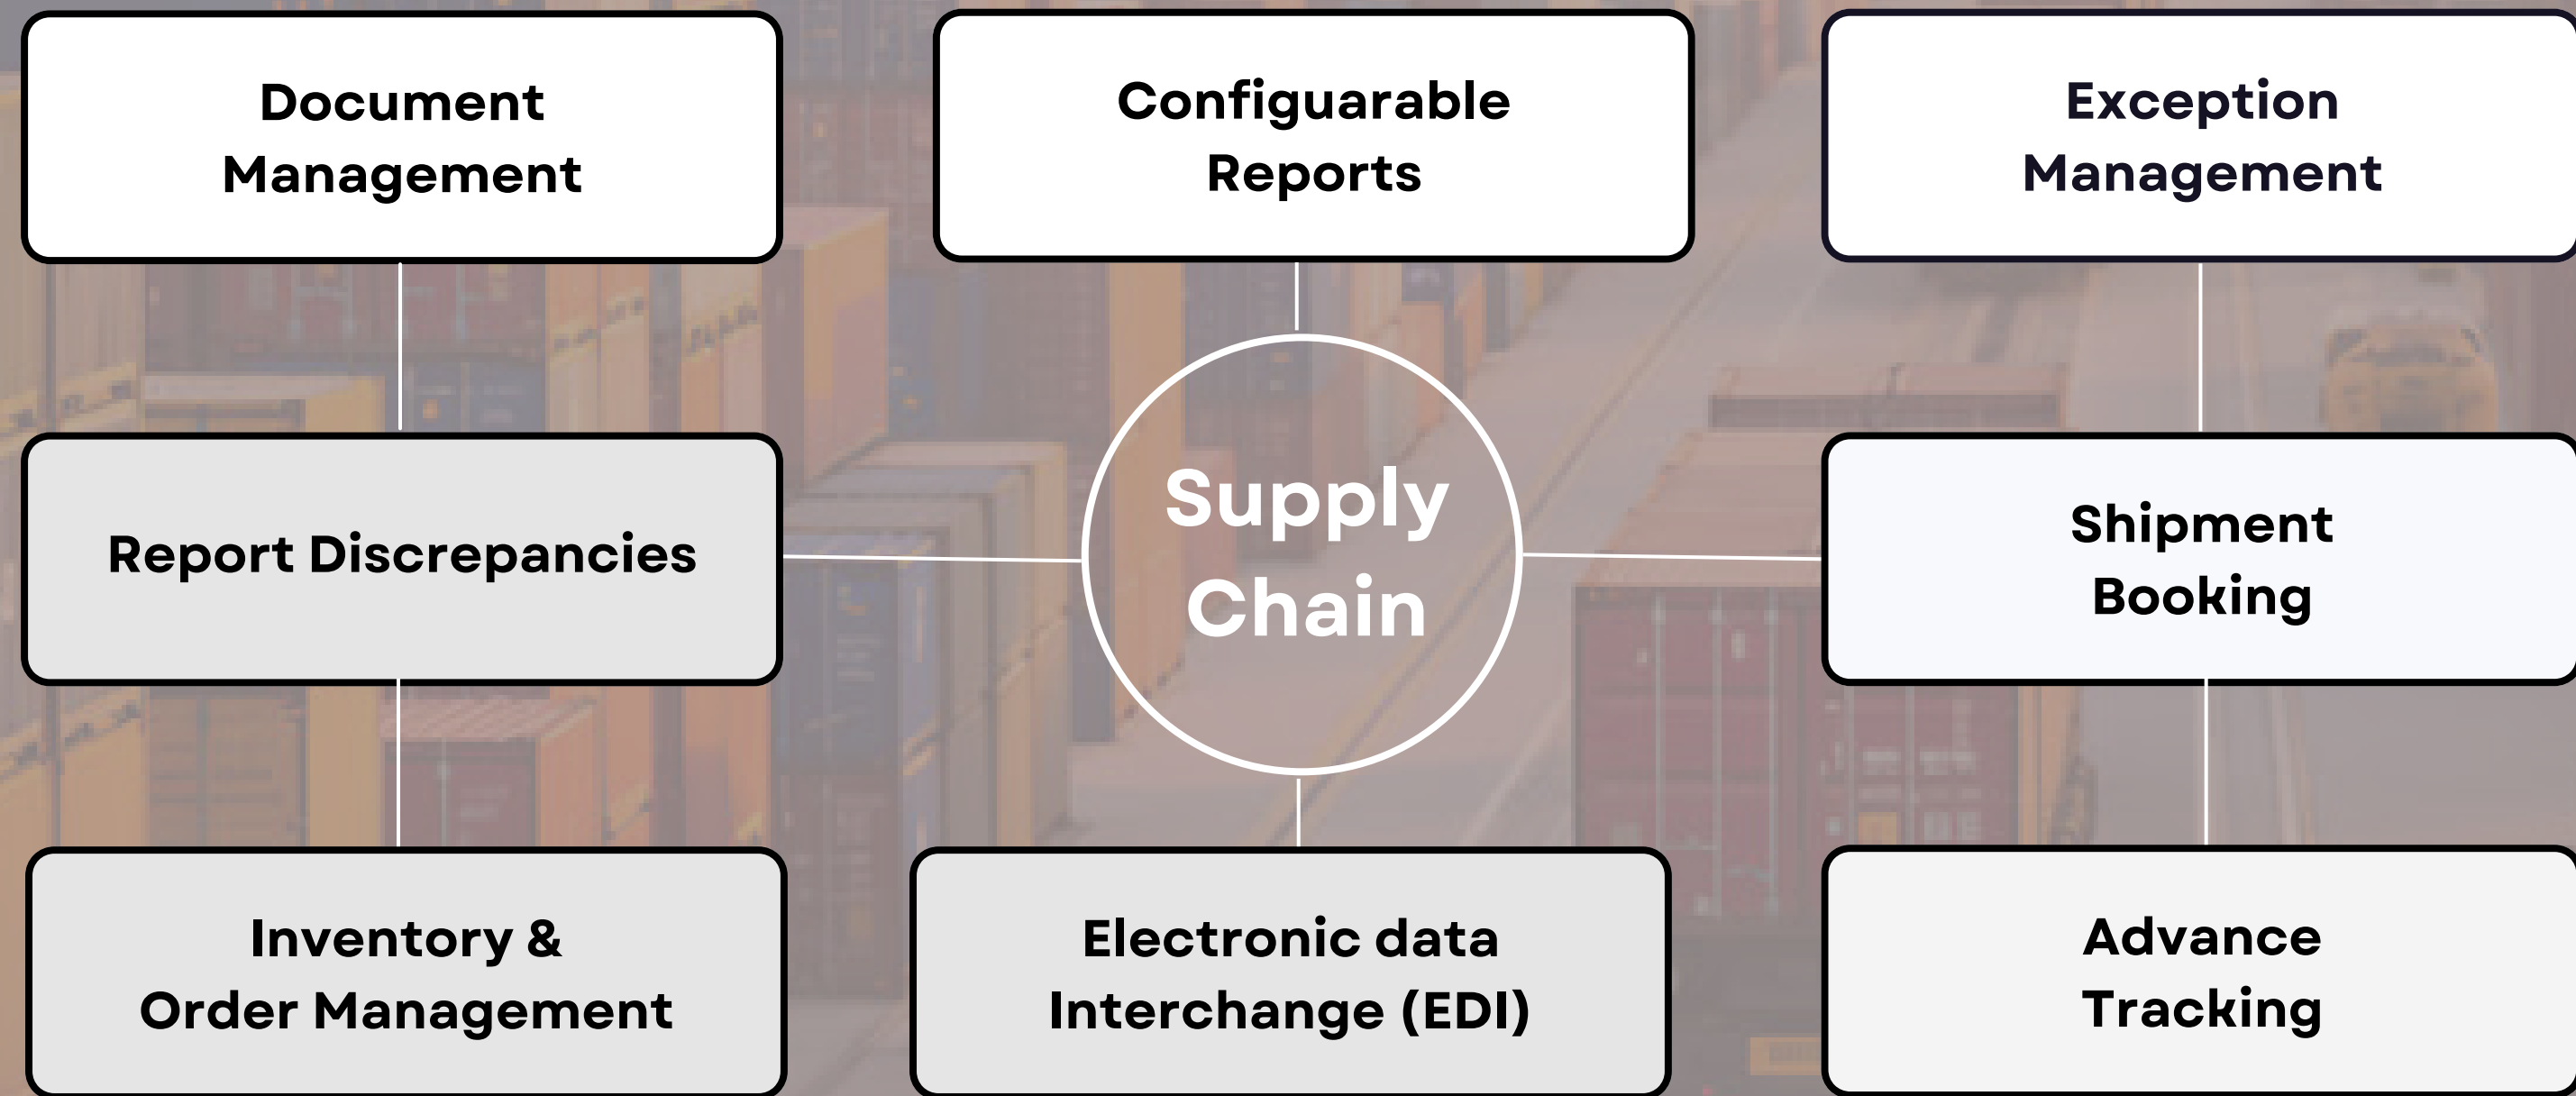 Document
Management
Configuarable
Reports
Exception
Management
Report Discrepancies
Supply
Chain
Shipment
Booking
Inventory &
Order Management
Electronic data
Interchange (EDI)
Advance
Tracking